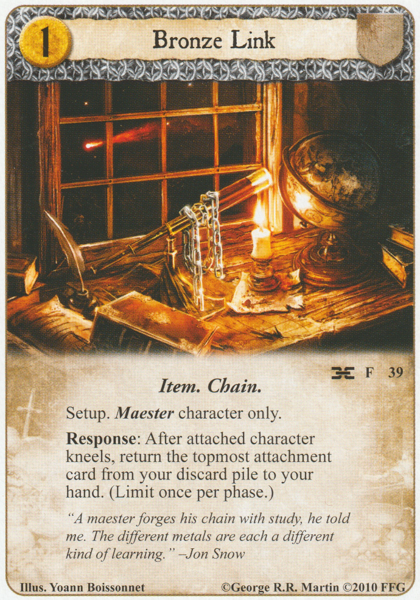 1
Bronze Link
F 39
Item. Chain.
Setup. Maester character only.
Response: After attached character
kneels, return the topmost attachment
card from your discard pile to your
hand. (Limit once per phase.)
“A maester forges his chain with study, he told
me. The different metals are each a different
kind of learning.” –Jon Snow
Illus. Yoann Boissonnet ©George R.R. Martin ©2010 FFG